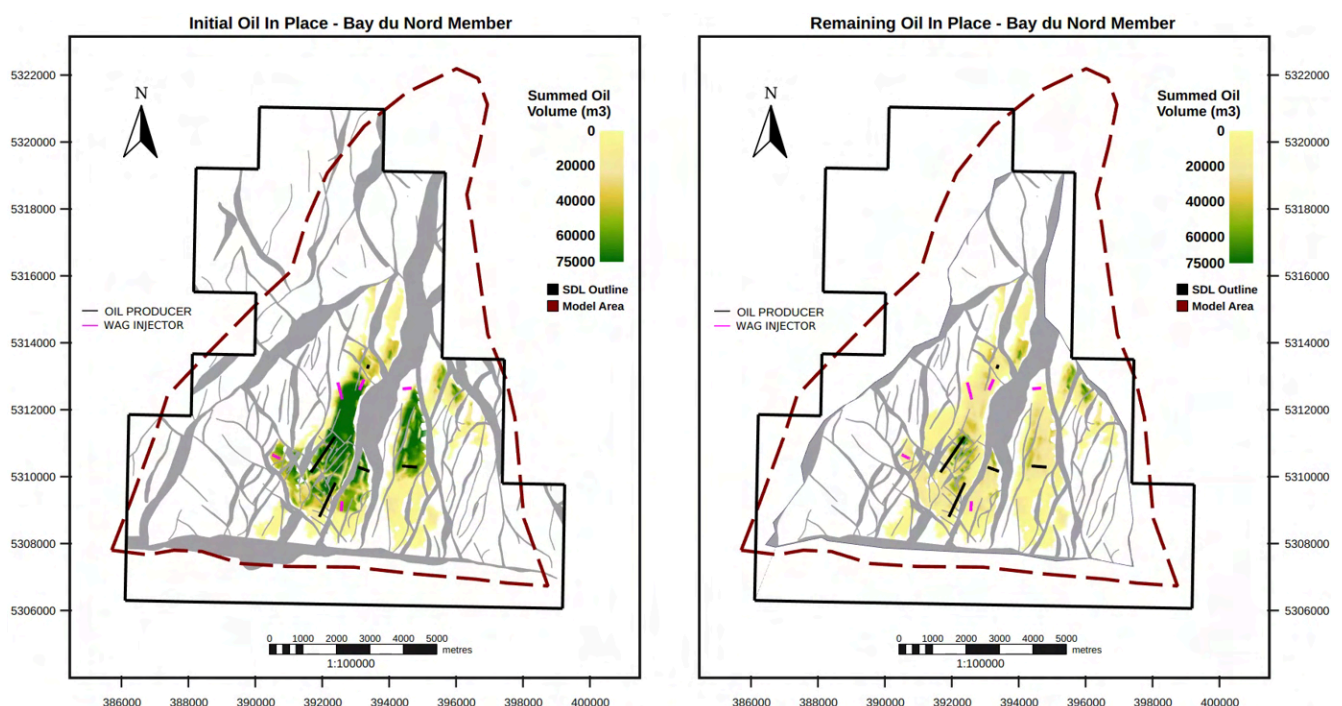 Initial Oil In Place - Bay du Nord Member
N
Summed Oil
Volume (m3)
0
20000
40000
60000
75000
SDL Outline
Model Area
OIL PRODUCER
WAG INJECTOR
5322000
5320000
5318000
5316000
5314000
5312000
5310000
5308000
5306000
0 1000 2000 3000 4000 5000
metres
1:100000
386000 388000 390000 392000 394000 396000 398000 400000
Remaining Oil In Place - Bay du Nord Member
N
Summed Oil
Volume (m3)
0
20000
40000
60000
75000
SDL Outline
Model Area
OIL PRODUCER
WAG INJECTOR
5322000
5320000
5318000
5316000
5314000
5312000
5310000
5308000
5306000
0 1000 2000 3000 4000 5000
metres
1:100000
386000 388000 390000 392000 394000 396000 398000 400000